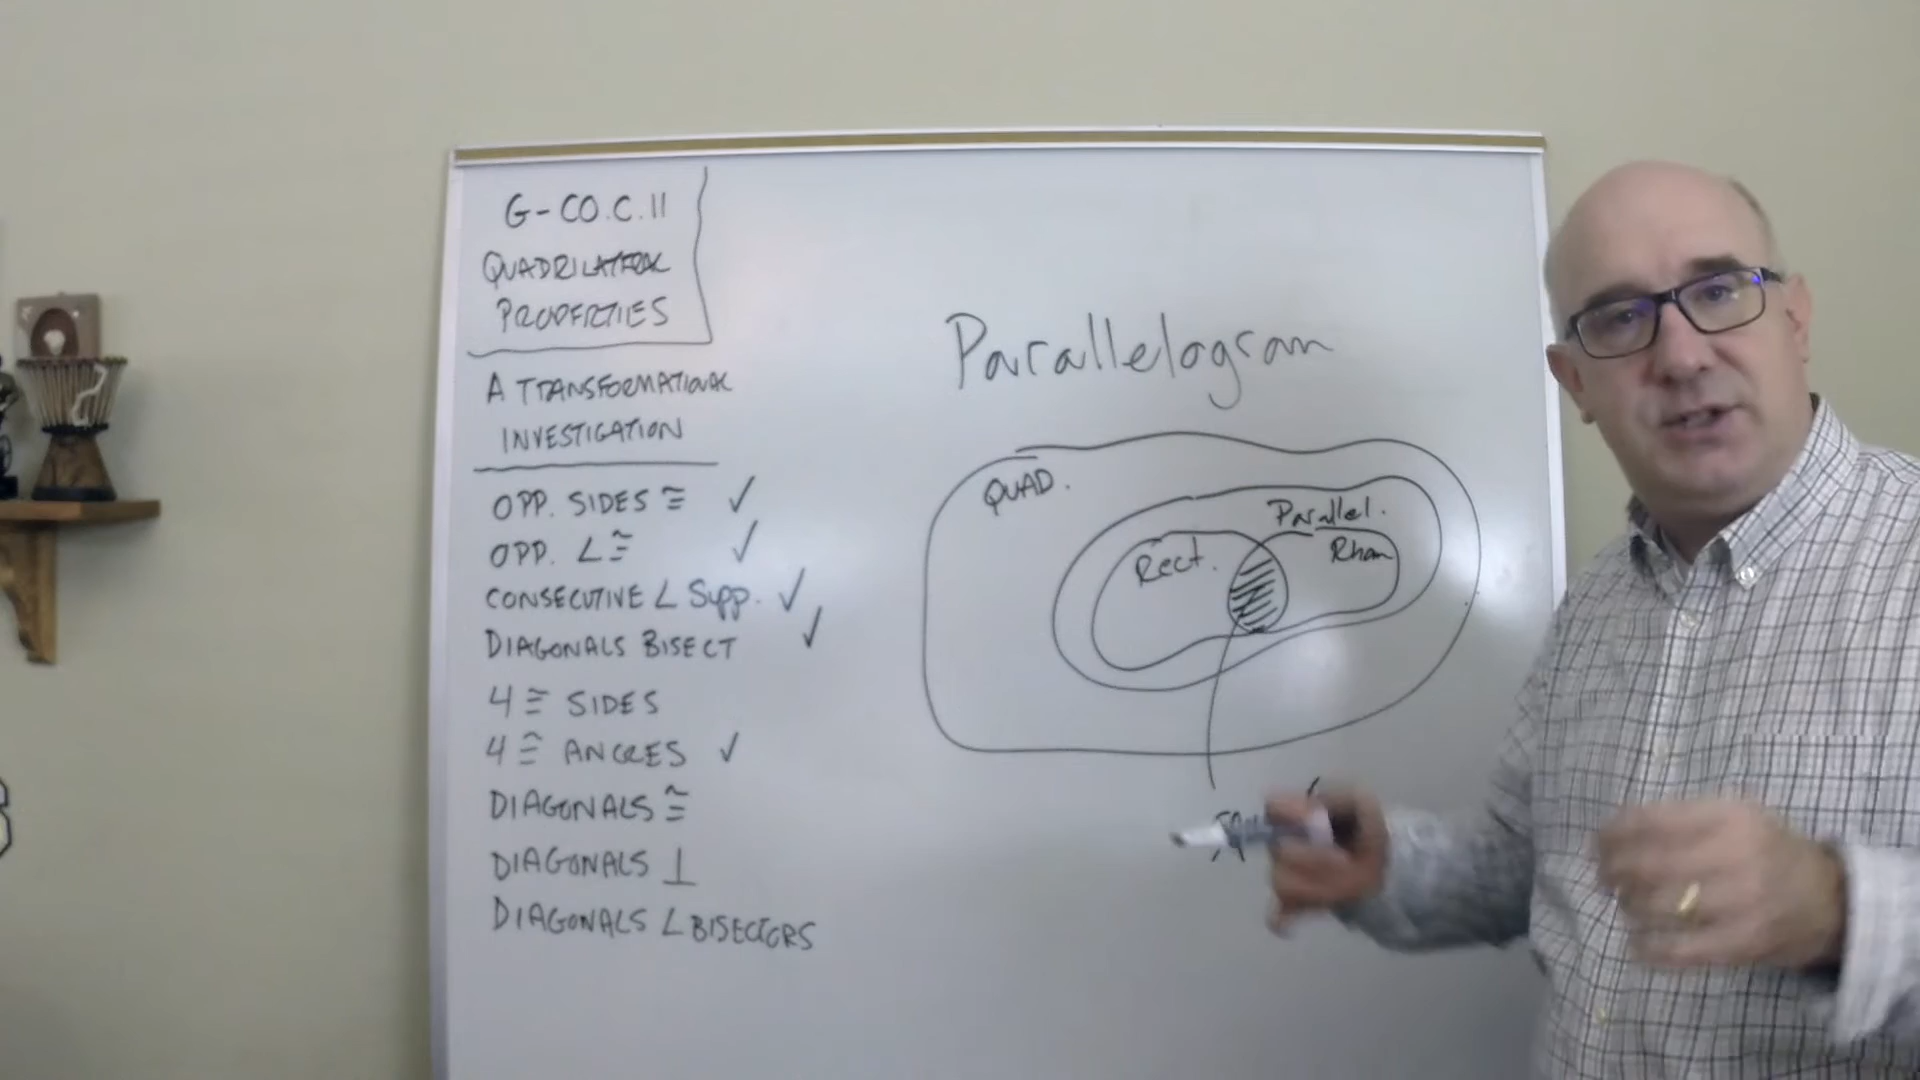 G-CO.C.11
QUADRILATERAL
PROPERTIES
A TRANSFORMATIONAL
INVESTIGATION
OPP. SIDES ≅ ✓
OPP. ∠ ≅ ✓
CONSECUTIVE ∠ Supp. ✓
DIAGONALS BISECT ✓
4 ≅ SIDES
4 ≅ ANGLES ✓
DIAGONALS ≅
DIAGONALS ⊥
DIAGONALS ∠ BISECTORS
Parallelogram
QUAD.
Parallel.
Rect.
Rhom